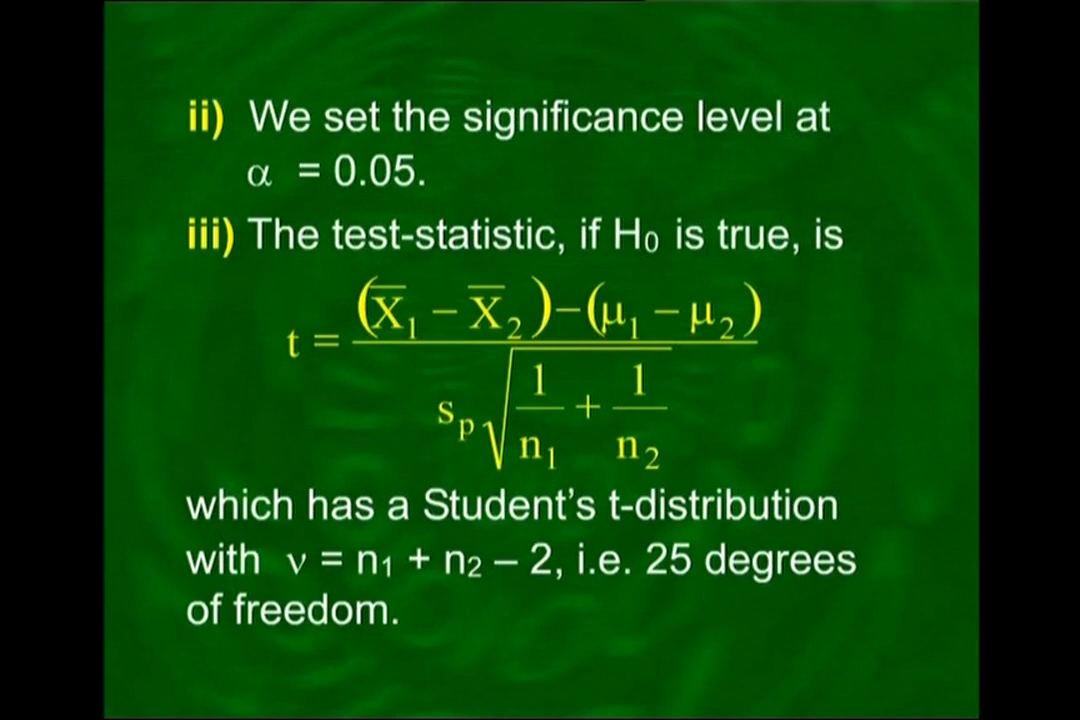 ii) We set the significance level at
α = 0.05.
iii) The test-statistic, if H₀ is true, is
t = (X̄₁ − X̄₂)−(μ₁ − μ₂) / sₚ√(1/n₁ + 1/n₂)
which has a Student’s t-distribution
with ν = n₁ + n₂ – 2, i.e. 25 degrees
of freedom.